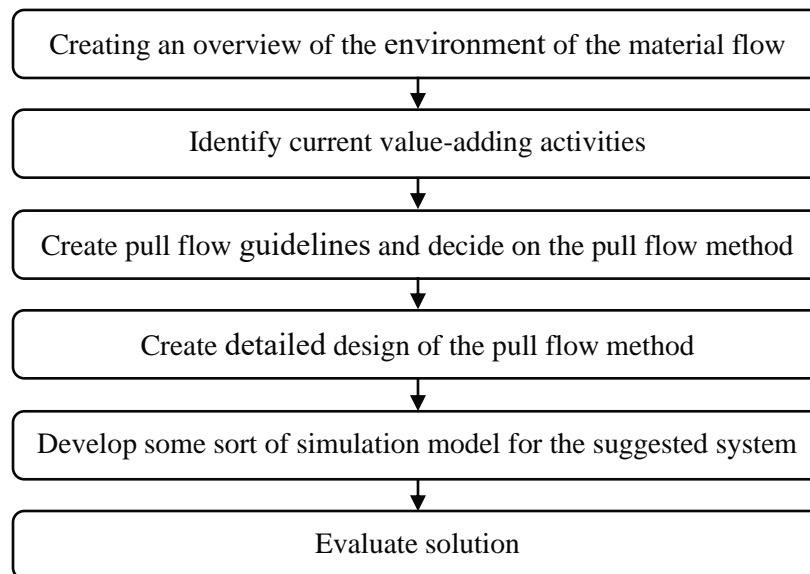 Creating an overview of the environment of the material flow
Identify current value-adding activities
Create pull flow guidelines and decide on the pull flow method
Create detailed design of the pull flow method
Develop some sort of simulation model for the suggested system
Evaluate solution